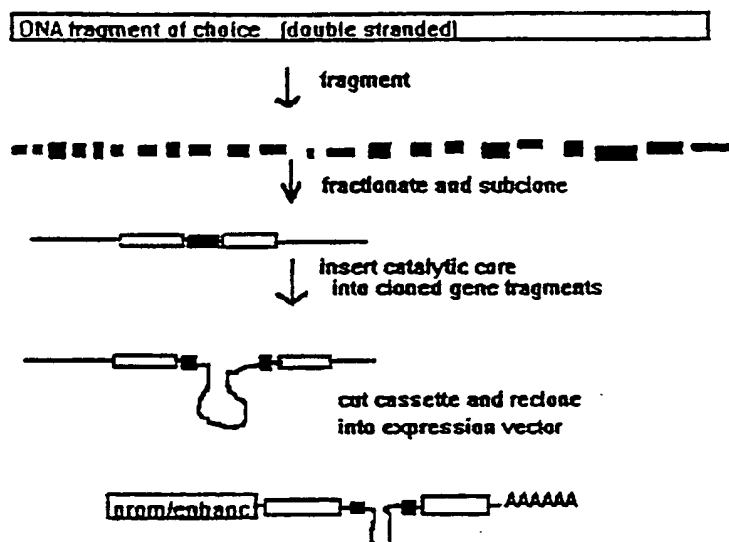 DNA fragment of choice (double stranded)
fragment
fractionate and subclone
insert catalytic core
into cloned gene fragments
cut cassette and reclone
into expression vector
prom/enhanc
AAAAAA